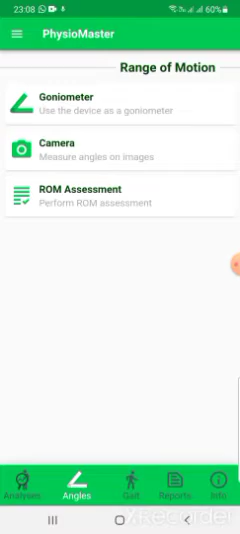 23:08
60%
PhysioMaster
Range of Motion
Goniometer
Use the device as a goniometer
Camera
Measure angles on images
ROM Assessment
Perform ROM assessment
Analyses Angles Gait Reports Info
XRecorder